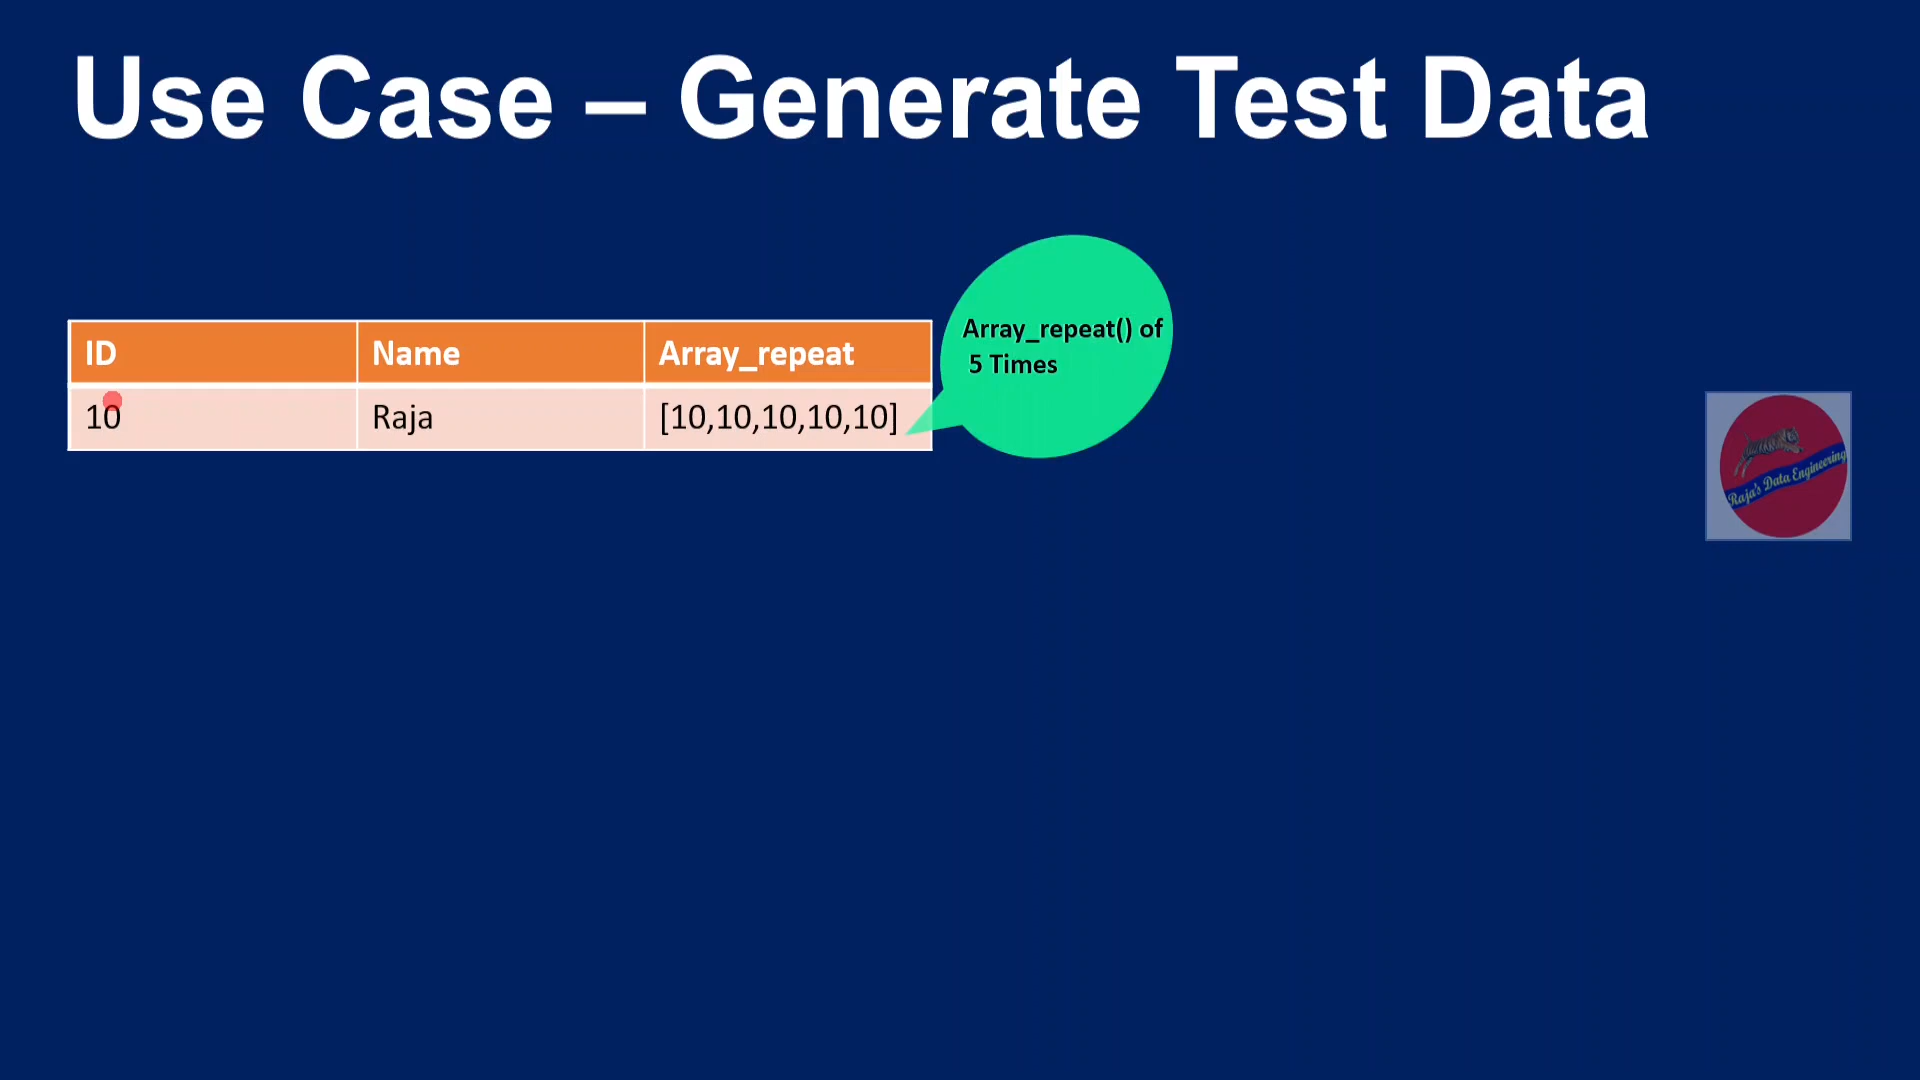 Use Case – Generate Test Data
Array_repeat() of
5 Times
ID Name Array_repeat
10 Raja [10,10,10,10,10]
Raja's Data Engineering